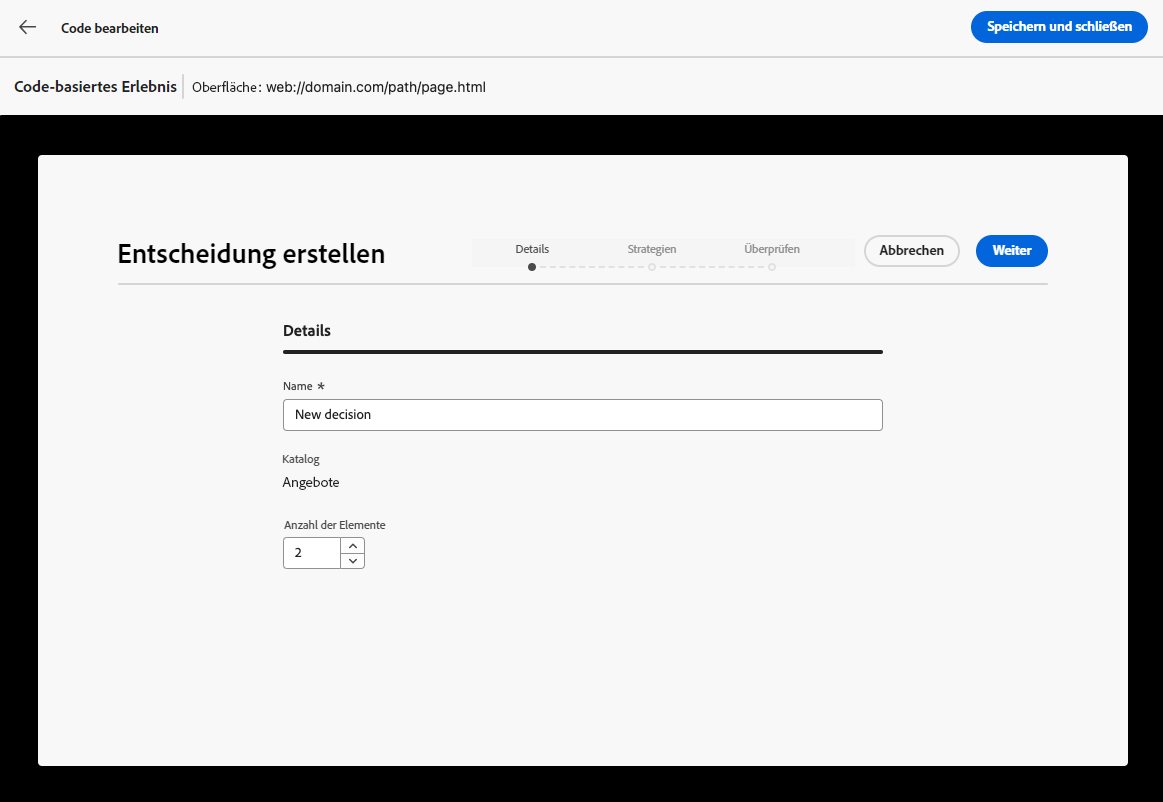 Code bearbeiten
Speichern und schließen
Code-basiertes Erlebnis
Oberfläche: web://domain.com/path/page.html
Entscheidung erstellen
Details
Strategien
Überprüfen
Abbrechen
Weiter
Details
Name *
New decision
Katalog
Angebote
Anzahl der Elemente
2